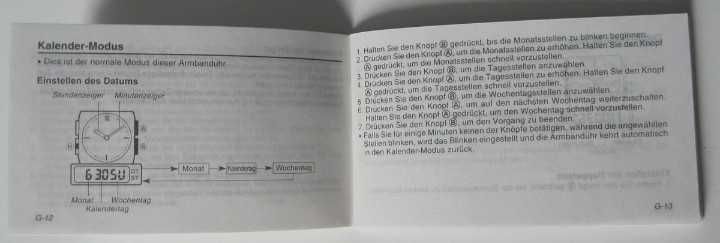 Kalender-Modus
• Dies ist der normale Modus dieser Armbanduhr.
Einstellen des Datums
Stundenzeiger Minutenzeiger
A
B
6 30SU
DT
ST
Monat
Kalendertag
Wochentag
Monat Wochentag
Kalendertag
G-12
1. Halten Sie den Knopf B gedrückt, bis die Monatsstellen zu blinken beginnen.
2. Drücken Sie den Knopf A, um die Monatsstellen zu erhöhen. Halten Sie den Knopf
A gedrückt, um die Monatsstellen schnell vorzustellen.
3. Drücken Sie den Knopf B, um die Tagesstellen anzuwählen.
4. Drücken Sie den Knopf A, um die Tagesstellen zu erhöhen. Halten Sie den Knopf
A gedrückt, um die Tagesstellen schnell vorzustellen.
5. Drücken Sie den Knopf B, um die Wochentagstellen anzuwählen.
6. Drücken Sie den Knopf A, um auf den nächsten Wochentag weiterzuschalten.
Halten Sie den Knopf A gedrückt, um den Wochentag schnell vorzustellen.
7. Drücken Sie den Knopf B, um den Vorgang zu beenden.
• Falls Sie für einige Minuten keinen der Knöpfe betätigen, während die angewählten
Stellen blinken, wird das Blinken eingestellt und die Armbanduhr kehrt automatisch
in den Kalender-Modus zurück.
G-13